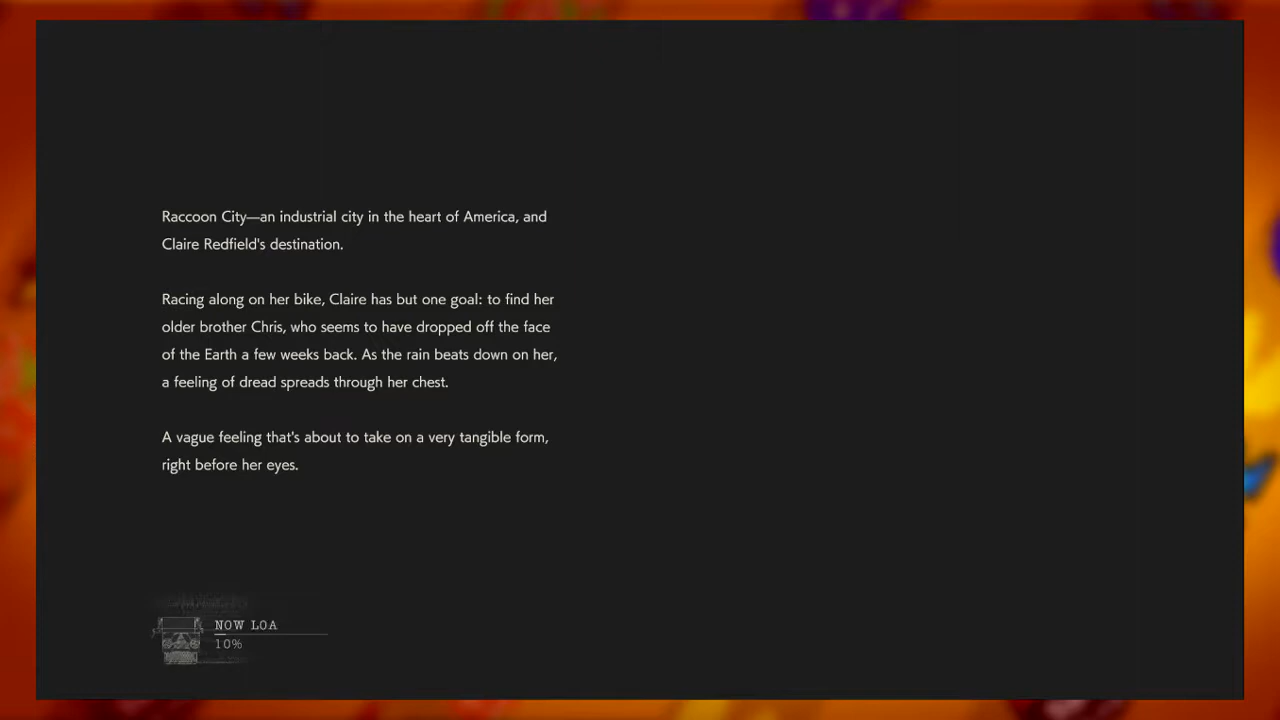 Raccoon City—an industrial city in the heart of America, and
Claire Redfield's destination.
Racing along on her bike, Claire has but one goal: to find her
older brother Chris, who seems to have dropped off the face
of the Earth a few weeks back. As the rain beats down on her,
a feeling of dread spreads through her chest.
A vague feeling that's about to take on a very tangible form,
right before her eyes.
NOW LOA
10%